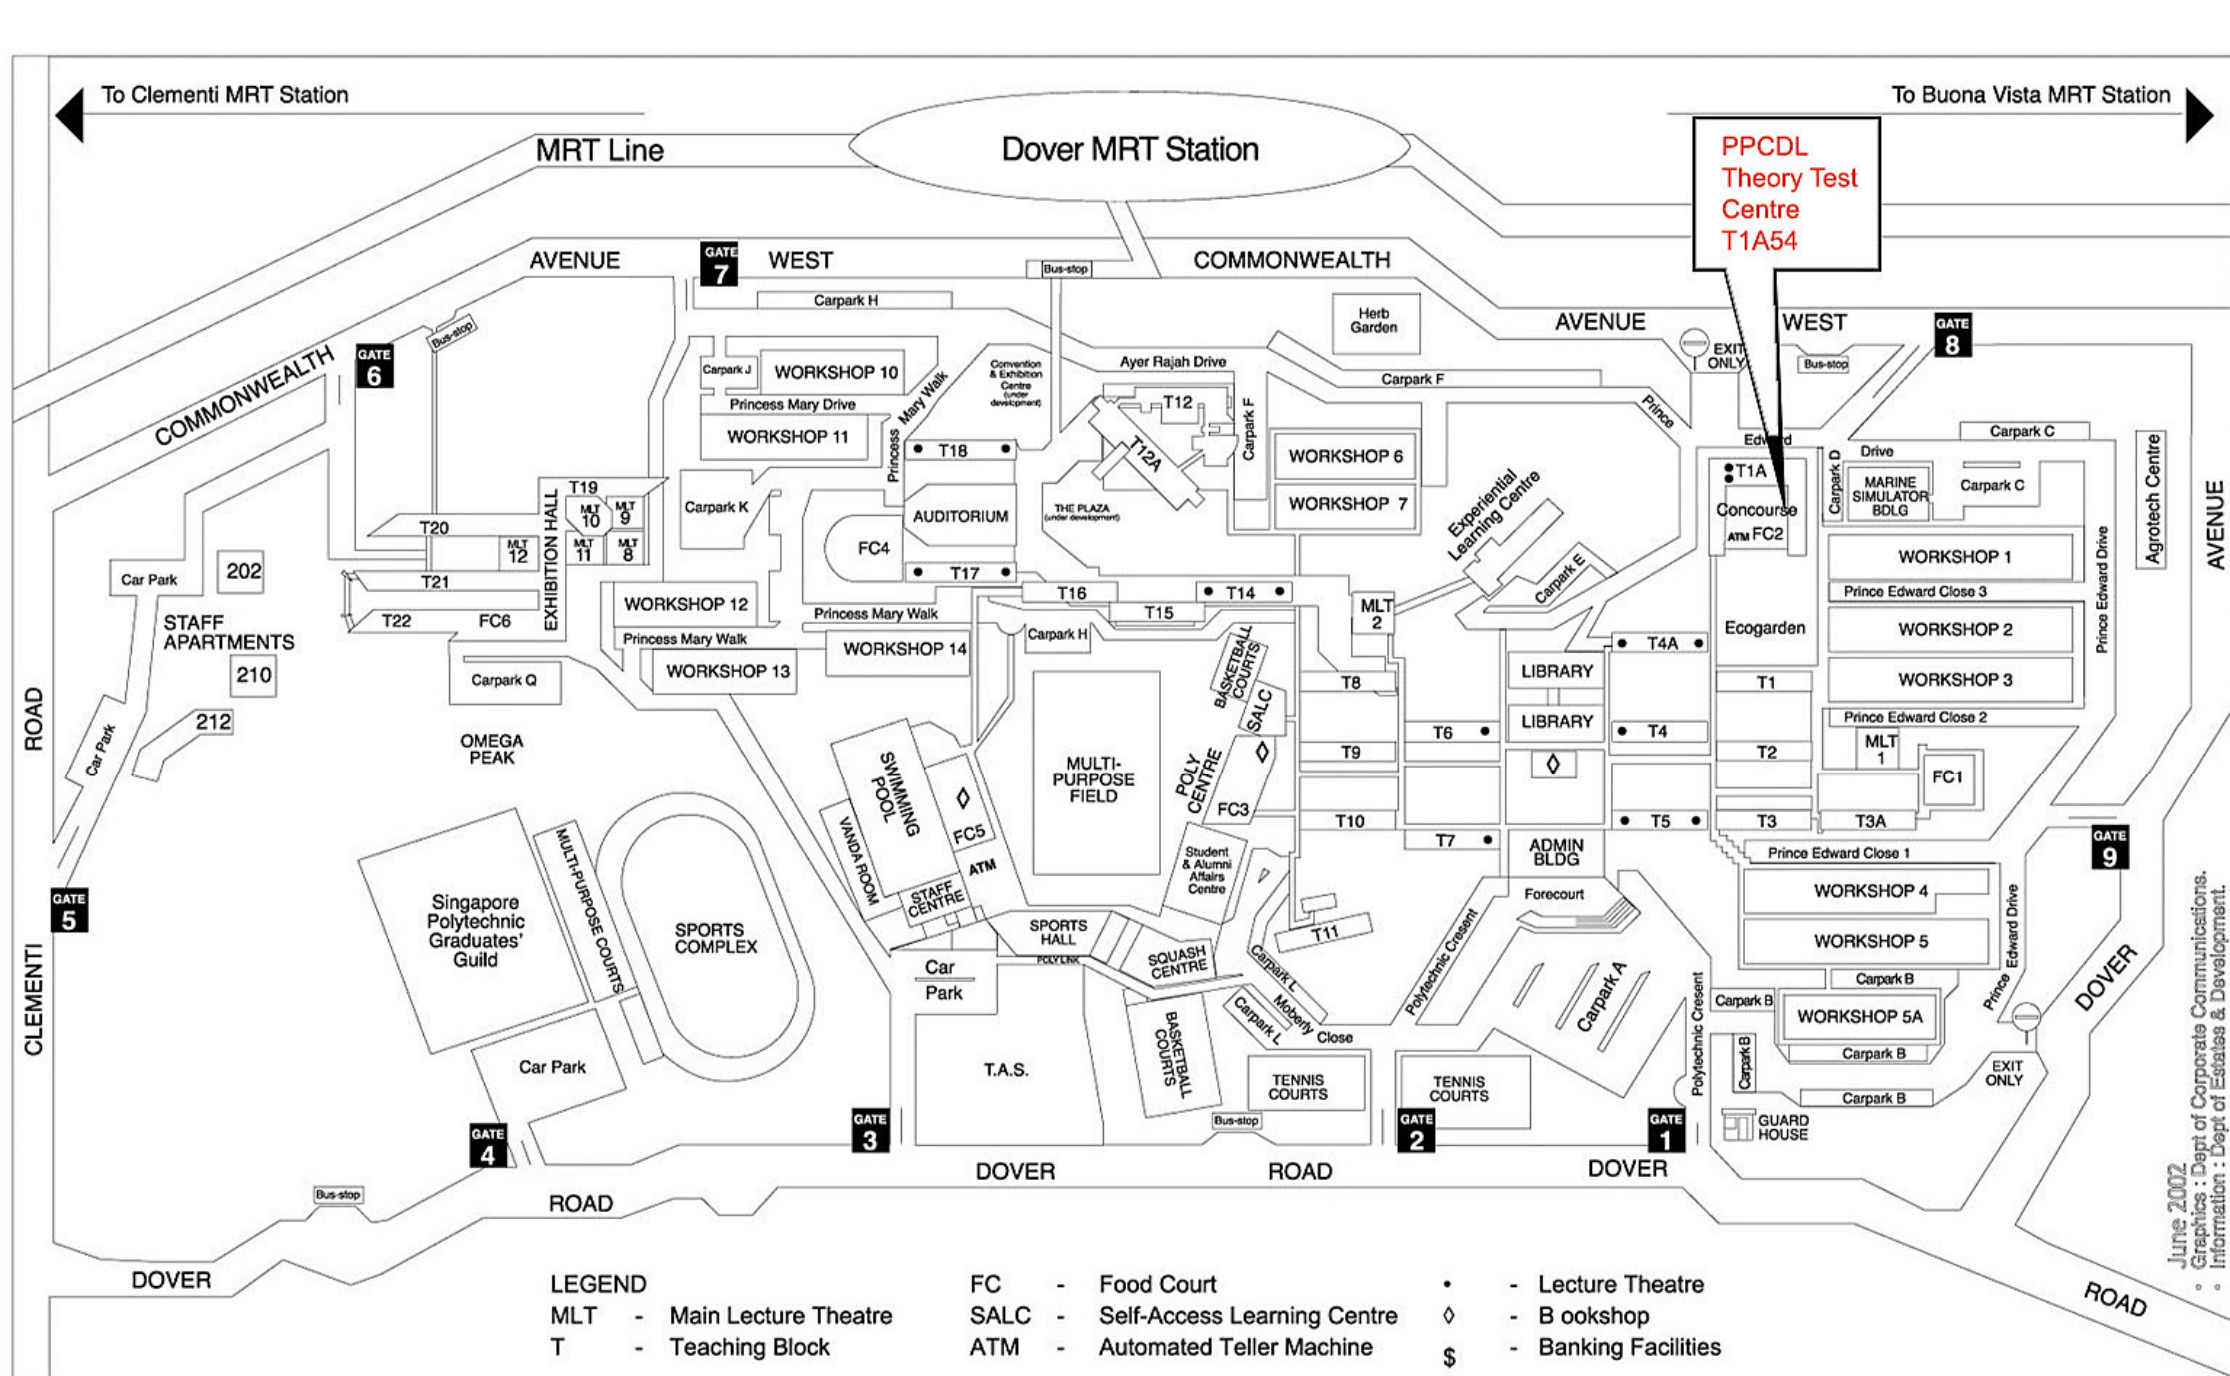 To Clementi MRT Station
To Buona Vista MRT Station
MRT Line
Dover MRT Station
PPCDL
Theory Test
Centre
T1A54
AVENUE
GATE
7
WEST
Bus-stop
COMMONWEALTH
Carpark H
Herb
Garden
AVENUE
WEST
GATE
8
EXIT
ONLY
Bus-stop
Bus-stop
GATE
6
COMMONWEALTH
Carpark J
WORKSHOP 10
Princess Mary Drive
WORKSHOP 11
Princess Mary Walk
Convention
& Exhibition
Centre
(under
development)
Ayer Rajah Drive
Carpark F
T12
T12A
Carpark F
Prince
Edward
Drive
WORKSHOP 6
WORKSHOP 7
T18
AUDITORIUM
FC4
T17
THE PLAZA
(under development)
Carpark K
T19
MLT
10
MLT
9
MLT
11
MLT
8
EXHIBITION HALL
T20
MLT
12
T21
T22
FC6
Experiential
Learning Centre
Carpark E
T1A
Concourse
ATM FC2
Carpark D
MARINE
SIMULATOR
BDLG
Carpark C
Carpark C
Agrotech Centre
AVENUE
WORKSHOP 1
Prince Edward Close 3
WORKSHOP 2
WORKSHOP 3
Prince Edward Close 2
Prince Edward Drive
Car Park
202
STAFF
APARTMENTS
210
212
Car Park
WORKSHOP 12
Princess Mary Walk
Princess Mary Walk
WORKSHOP 13
WORKSHOP 14
T16
T15
T14
Carpark H
MLT
2
T4A
Ecogarden
Carpark Q
OMEGA
PEAK
BASKETBALL
COURTS
SALC
T8
LIBRARY
T1
LIBRARY
T6
T4
T9
T2
MLT
1
FC1
ROAD
SWIMMING
POOL
FC5
ATM
VANDA ROOM
STAFF
CENTRE
MULTI-
PURPOSE
FIELD
POLY
CENTRE
FC3
T10
T5
T3
T3A
T7
ADMIN
BLDG
Prince Edward Close 1
GATE
9
Student
& Alumni
Affairs
Centre
Forecourt
WORKSHOP 4
WORKSHOP 5
Prince Edward Drive
GATE
5
Singapore
Polytechnic
Graduates'
Guild
MULTI-PURPOSE COURTS
SPORTS
COMPLEX
SPORTS
HALL
POLY LINK
SQUASH
CENTRE
T11
Carpark L
Moberly
Close
Carpark L
Polytechnic Cresent
Carpark A
Polytechnic Cresent
Carpark B
Carpark B
WORKSHOP 5A
Carpark B
Carpark B
Carpark B
EXIT
ONLY
DOVER
CLEMENTI
Car Park
Car
Park
T.A.S.
BASKETBALL
COURTS
TENNIS
COURTS
TENNIS
COURTS
Bus-stop
GUARD
HOUSE
GATE
4
GATE
3
GATE
2
GATE
1
DOVER
ROAD
DOVER
Bus-stop
ROAD
DOVER
ROAD
June 2002
° Graphics : Dept of Corporate Communications.
° Information : Dept of Estates & Development.
LEGEND
MLT - Main Lecture Theatre
T - Teaching Block
FC - Food Court
SALC - Self-Access Learning Centre
ATM - Automated Teller Machine
• - Lecture Theatre
◊ - B ookshop
$ - Banking Facilities